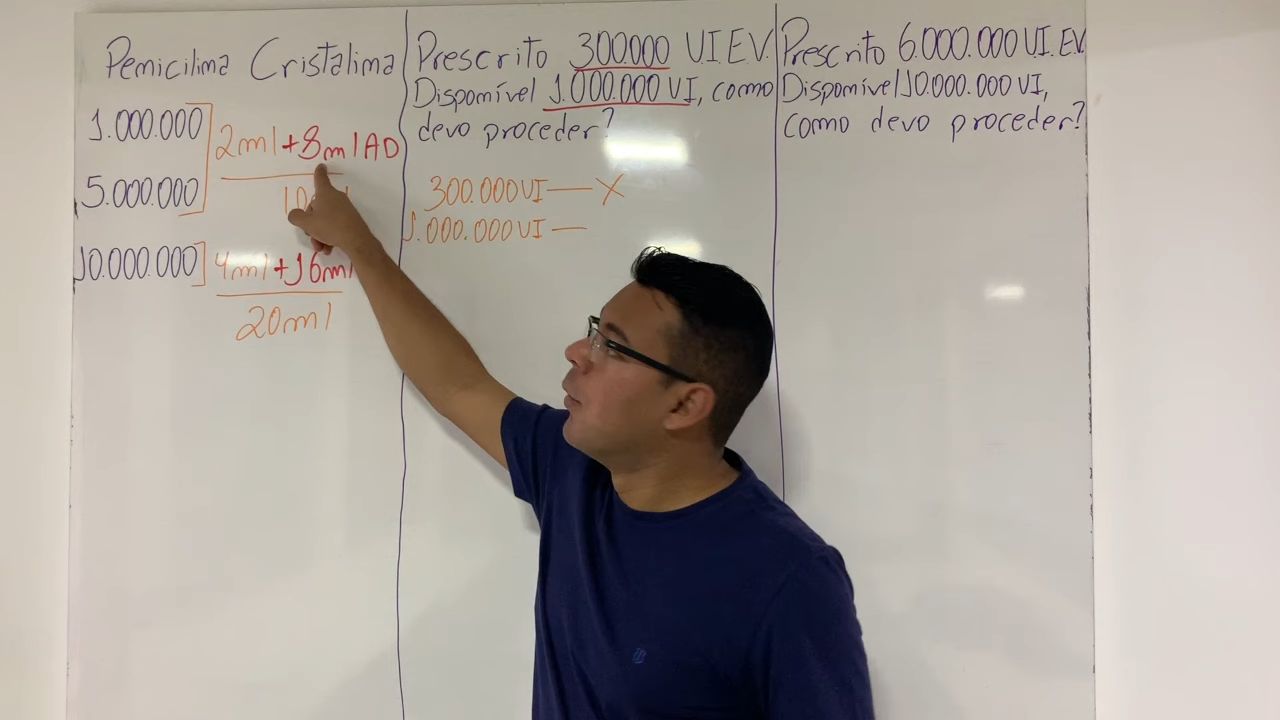 Penicilina Cristalina
1.000.000
2ml+8ml AD
5.000.000
10.000.000
4ml+16ml
20ml
Prescrito 300.000 U.I.E.V.
Disponível 1.000.000 UI, como
devo proceder?
300.000 UI — X
1.000.000 UI —
Prescrito 6.000.000 U.I. E.V.
Disponível 10.000.000 UI,
como devo proceder?